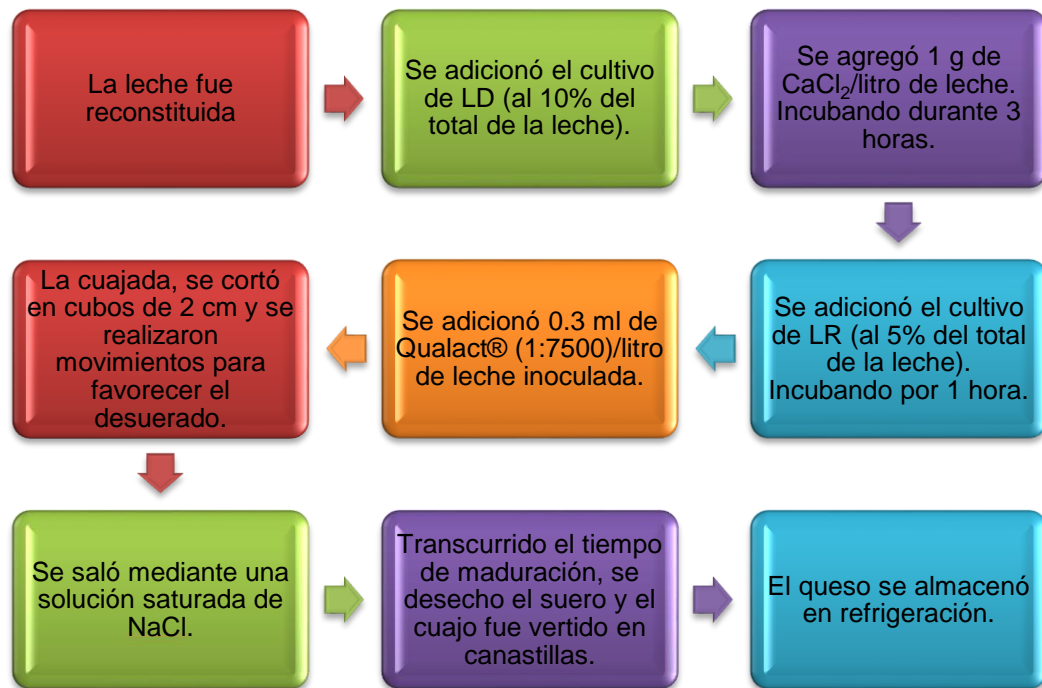 La leche fue
reconstituida
Se adicionó el cultivo
de LD (al 10% del
total de la leche).
Se agregó 1 g de
CaCl₂/litro de leche.
Incubando durante 3
horas.
Se adicionó el cultivo
de LR (al 5% del total
de la leche).
Incubando por 1 hora.
Se adicionó 0.3 ml de
Qualact® (1:7500)/litro
de leche inoculada.
La cuajada, se cortó
en cubos de 2 cm y se
realizaron
movimientos para
favorecer el
desuerado.
Se saló mediante una
solución saturada de
NaCl.
Transcurrido el tiempo
de maduración, se
desecho el suero y el
cuajo fue vertido en
canastillas.
El queso se almacenó
en refrigeración.